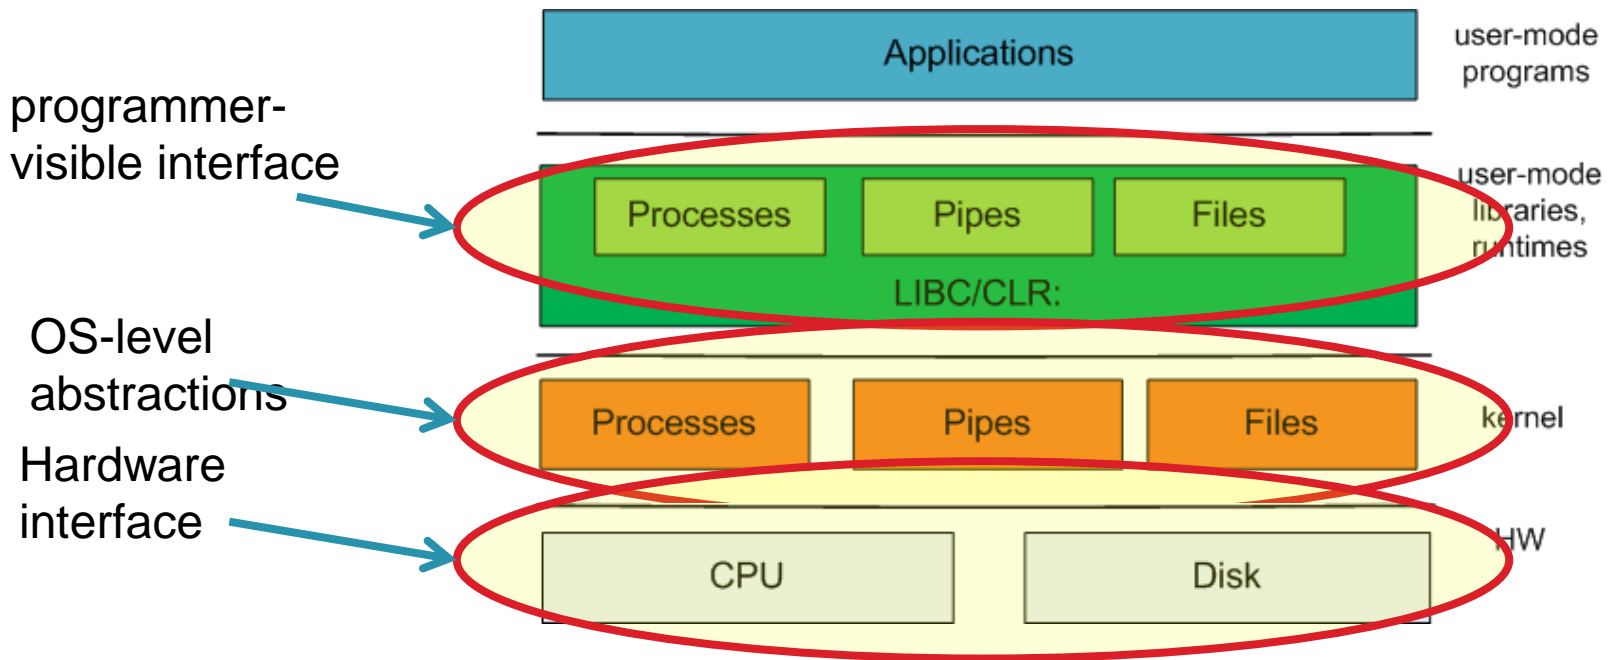 Applications
user-mode
programs
programmer-
visible interface
Processes
Pipes
Files
user-mode
libraries,
runtimes
LIBC/CLR:
OS-level
abstractions
Processes
Pipes
Files
kernel
Hardware
interface
CPU
Disk
HW